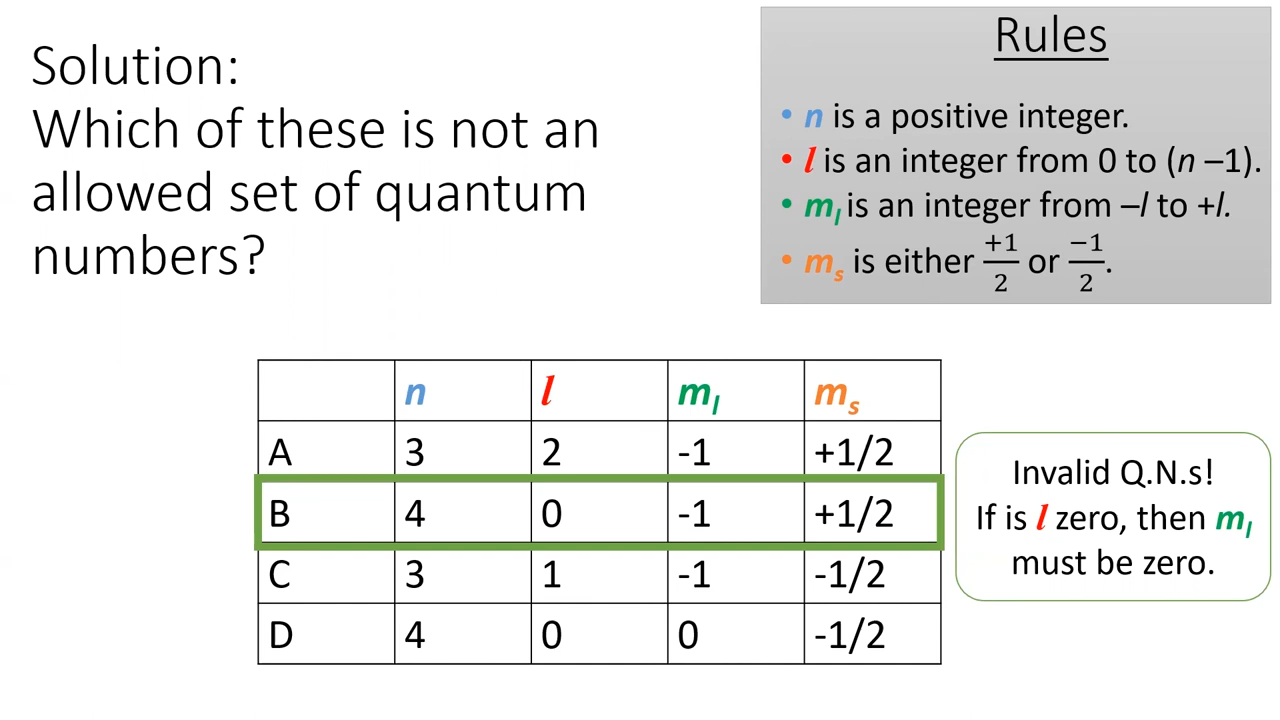 Solution:
Which of these is not an
allowed set of quantum
numbers?
Rules
• n is a positive integer.
• l is an integer from 0 to (n –1).
• mₗ is an integer from –l to +l.
• mₛ is either +1/2 or −1/2.
n l mₗ mₛ
A 3 2 -1 +1/2
B 4 0 -1 +1/2
C 3 1 -1 -1/2
D 4 0 0 -1/2
Invalid Q.N.s!
If is l zero, then mₗ
must be zero.